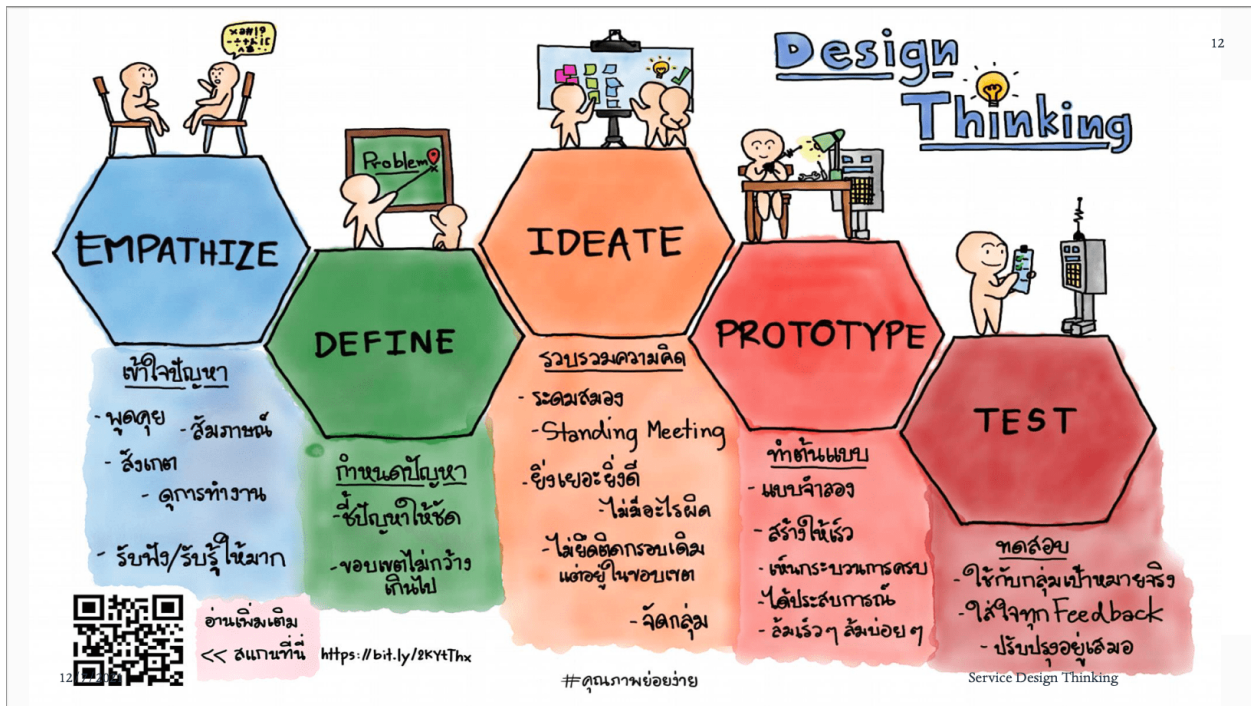 Design
Thinking
12
×á#!?
Problem
EMPATHIZE
เข้าใจปัญหา
- พูดคุย
- สัมภาษณ์
- สังเกต
- ดูการทำงาน
- รับฟัง/รับรู้ให้มาก
DEFINE
กำหนดปัญหา
- ชี้ปัญหาให้ชัด
- ขอบเขตไม่กว้าง
เกินไป
IDEATE
รวบรวมความคิด
- ระดมสมอง
- Standing Meeting
- ยิ่งเยอะยิ่งดี
- ไม่มีอะไรผิด
- ไม่ยึดติดกรอบเดิม
แต่อยู่ในขอบเขต
- จัดกลุ่ม
PROTOTYPE
ทำต้นแบบ
- แบบจำลอง
- สร้างให้เร็ว
- เห็นกระบวนการครบ
- ได้ประสบการณ์
- ล้มเร็วๆ ล้มบ่อยๆ
TEST
ทดสอบ
- ใช้กับกลุ่มเป้าหมายจริง
- ใส่ใจทุก Feedback
- ปรับปรุงอยู่เสมอ
อ่านเพิ่มเติม
<< สแกนที่นี่ https://bit.ly/2KYtThx
#คุณภาพย่อยง่าย
Service Design Thinking